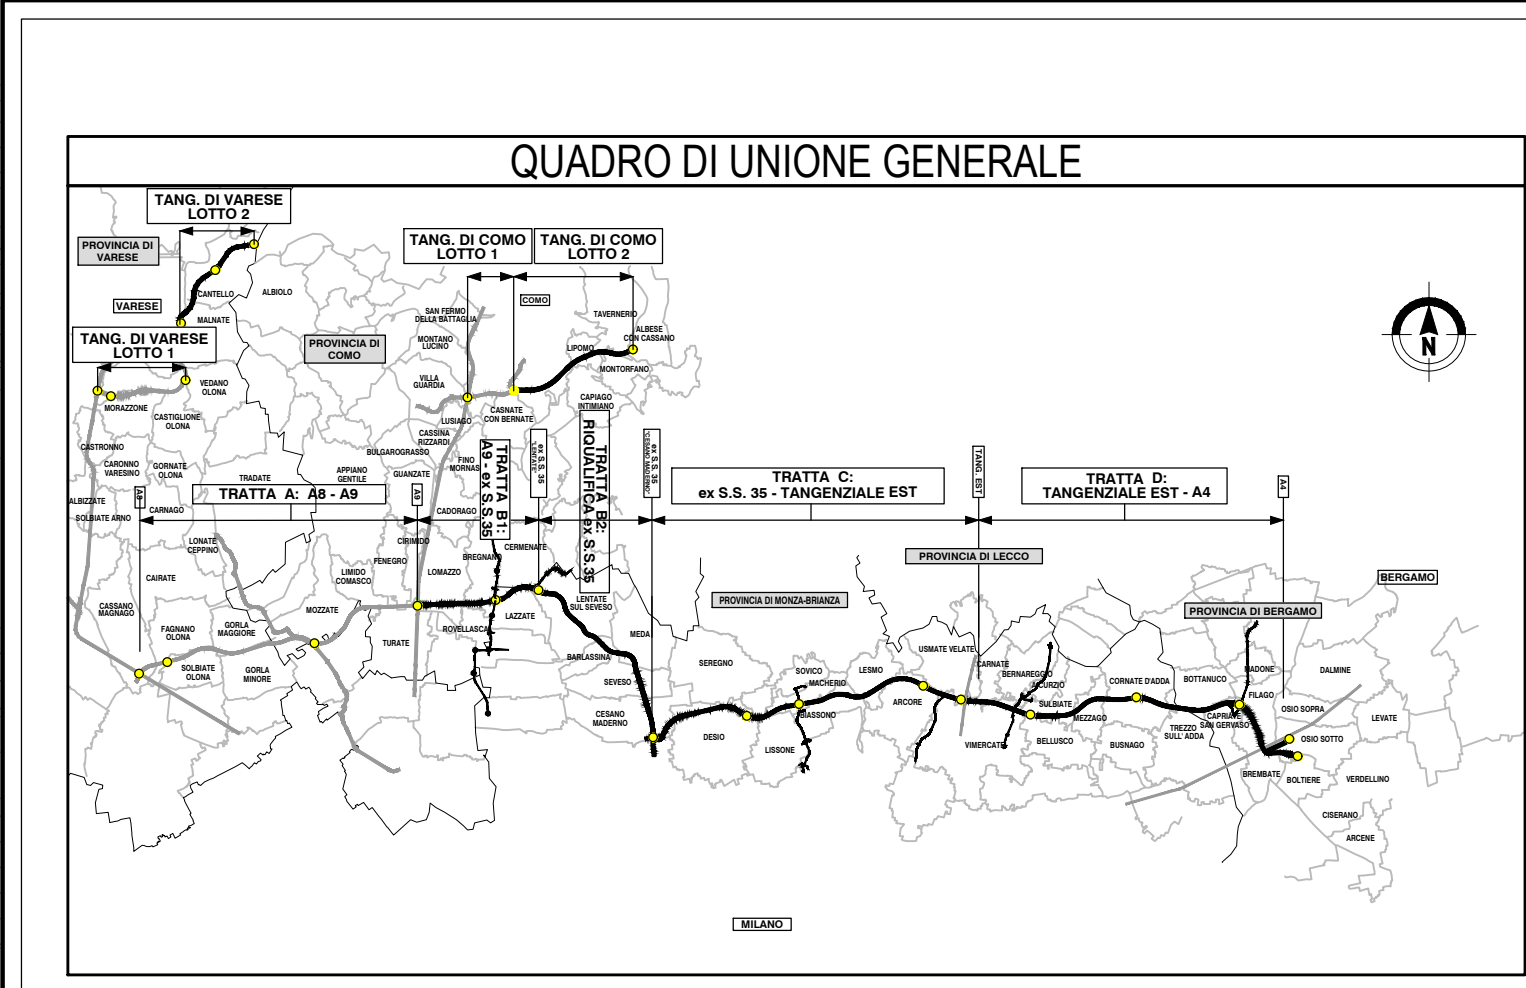 QUADRO DI UNIONE GENERALE
TANG. DI VARESE
LOTTO 2
PROVINCIA DI
VARESE
TANG. DI COMO
LOTTO 1
TANG. DI COMO
LOTTO 2
CANTELLO
ALBIOLO
VARESE
MALNATE
COMO
SAN FERMO
DELLA BATTAGLIA
TAVERNERIO
ALBESE
CON CASSANO
TANG. DI VARESE
LOTTO 1
PROVINCIA DI
COMO
MONTANO
LUCINO
LIPOMO
MONTORFANO
N
VEDANO
OLONA
VILLA
GUARDIA
MORAZZONE
CASTIGLIONE
OLONA
LUSIAGO
CASNATE
CON BERNATE
CAPIAGO
INTIMIANO
CASTRONNO
CASSINA
RIZZARDI
BULGAROGRASSO
CARONNO
VARESINO
GORNATE
OLONA
TRADATE
APPIANO
GENTILE
GUANZATE
FINO
MORNAS
TRATTA B1:
A9 - ex S.S.35
ex S.S. 35
"LENTATE"
TRATTA B2:
RIQUALIFICA ex S.S.35
ex S.S. 35
"CESANO MADERNO"
TRATTA C:
ex S.S. 35 - TANGENZIALE EST
TANG. EST
TRATTA D:
TANGENZIALE EST - A4
A4
ALBIZZATE
A8
TRATTA A: A8 - A9
A9
SOLBIATE ARNO
CARNAGO
CADORAGO
LONATE
CEPPINO
CIRIMIDO
FENEGRO
BREGNANO
CERMENATE
PROVINCIA DI LECCO
CAIRATE
LIMIDO
COMASCO
LOMAZZO
BERGAMO
CASSANO
MAGNAGO
MOZZATE
LAZZATE
LENTATE
SUL SEVESO
PROVINCIA DI MONZA-BRIANZA
PROVINCIA DI BERGAMO
FAGNANO
OLONA
GORLA
MAGGIORE
TURATE
ROVELLASCA
MEDA
SOLBIATE
OLONA
GORLA
MINORE
BARLASSINA
SEREGNO
USMATE VELATE
SEVESO
SOVICO
MACHERIO
LESMO
CARNATE
BERNAREGGIO
AICURZIO
CORNATE D'ADDA
BOTTANUCO
MADONE
DALMINE
CESANO
MADERNO
DESIO
BIASSONO
LISSONE
ARCORE
SULBIATE
MEZZAGO
FILAGO
CAPRIATE
SAN GERVASO
OSIO SOPRA
LEVATE
VIMERCATE
BELLUSCO
BUSNAGO
TREZZO
SULL' ADDA
OSIO SOTTO
BREMBATE
BOLTIERE
VERDELLINO
CISERANO
ARCENE
MILANO